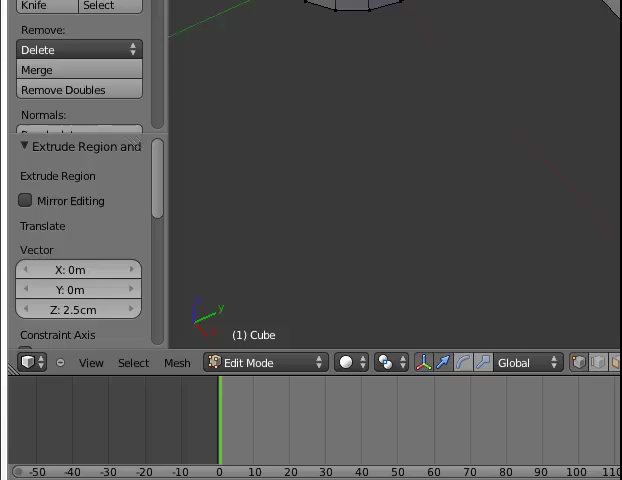 Knife Select
Remove:
Delete
Merge
Remove Doubles
Normals:
Extrude Region and
Extrude Region
Mirror Editing
Translate
Vector
X: 0m
Y: 0m
Z: 2.5cm
Constraint Axis
y
(1) Cube
View Select Mesh Edit Mode Global
-50 -40 -30 -20 -10 0 10 20 30 40 50 60 70 80 90 100 110